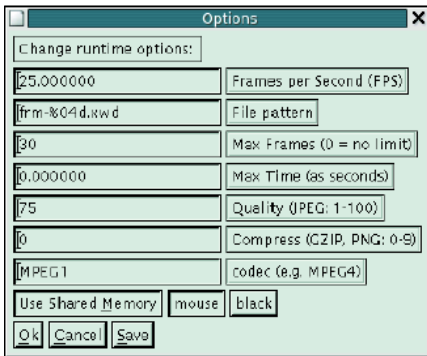 Options
Change runtime options:
25.000000 Frames per Second (FPS)
frm-%04d.xwd File pattern
30 Max Frames (0 = no limit)
0.000000 Max Time (as seconds)
75 Quality (JPEG: 1-100)
0 Compress (GZIP, PNG: 0-9)
MPEG1 codec (e.g. MPEG4)
Use Shared Memory mouse black
Ok Cancel Save